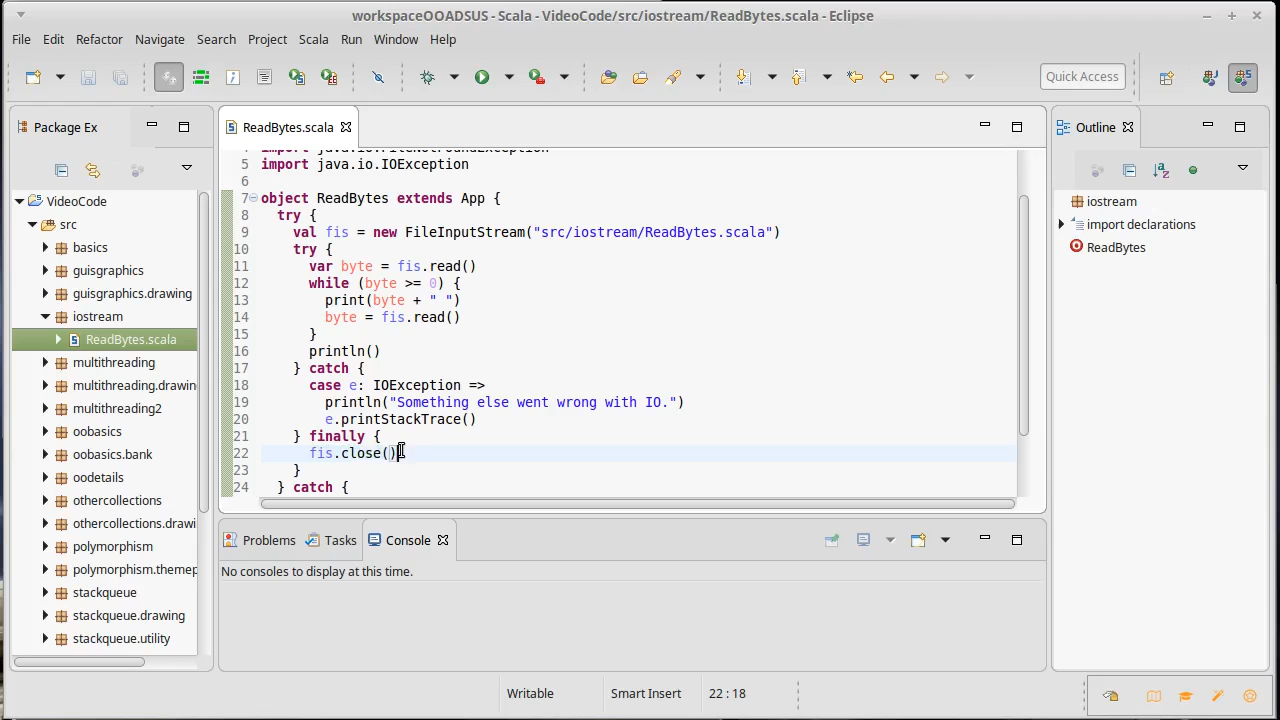 workspaceOOADSUS - Scala - VideoCode/src/iostream/ReadBytes.scala - Eclipse
File Edit Refactor Navigate Search Project Scala Run Window Help
Quick Access
Package Ex
VideoCode
src
basics
guisgraphics
guisgraphics.drawing
iostream
ReadBytes.scala
multithreading
multithreading.drawin
multithreading2
oobasics
oobasics.bank
oodetails
othercollections
othercollections.drawi
polymorphism
polymorphism.themep
stackqueue
stackqueue.drawing
stackqueue.utility
ReadBytes.scala
import java.io.FileNotFoundException
5 import java.io.IOException
6
7 object ReadBytes extends App {
8 try {
9 val fis = new FileInputStream("src/iostream/ReadBytes.scala")
10 try {
11 var byte = fis.read()
12 while (byte >= 0) {
13 print(byte + " ")
14 byte = fis.read()
15 }
16 println()
17 } catch {
18 case e: IOException =>
19 println("Something else went wrong with IO.")
20 e.printStackTrace()
21 } finally {
22 fis.close()
23 }
24 } catch {
Problems Tasks Console
No consoles to display at this time.
Outline
iostream
import declarations
ReadBytes
Writable Smart Insert 22 : 18